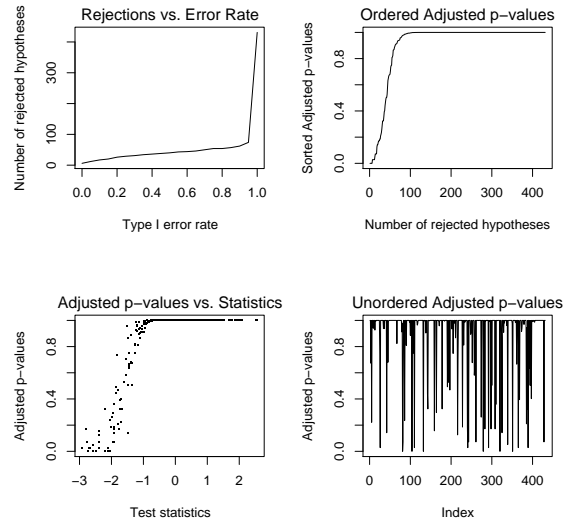 Rejections vs. Error Rate
Number of rejected hypotheses
0 100 300
0.0 0.2 0.4 0.6 0.8 1.0
Type I error rate
Ordered Adjusted p−values
Sorted Adjusted p−values
0.0 0.4 0.8
0 100 200 300 400
Number of rejected hypotheses
Adjusted p−values vs. Statistics
Adjusted p−values
0.0 0.4 0.8
−3 −2 −1 0 1 2
Test statistics
Unordered Adjusted p−values
Adjusted p−values
0.0 0.4 0.8
0 100 200 300 400
Index